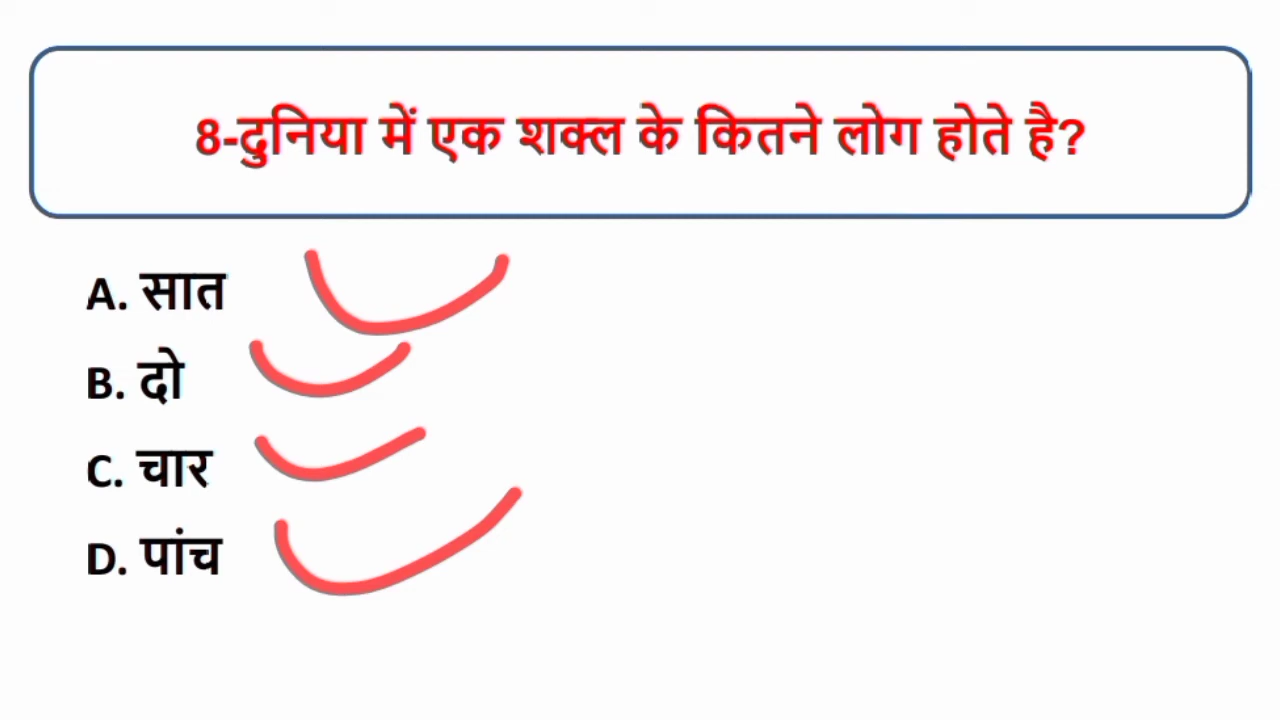 8-दुनिया में एक शक्ल के कितने लोग होते है?
A. सात
B. दो
C. चार
D. पांच